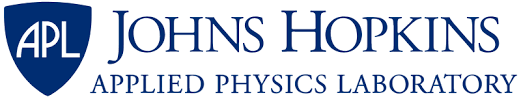 APL
JOHNS HOPKINS
APPLIED PHYSICS LABORATORY